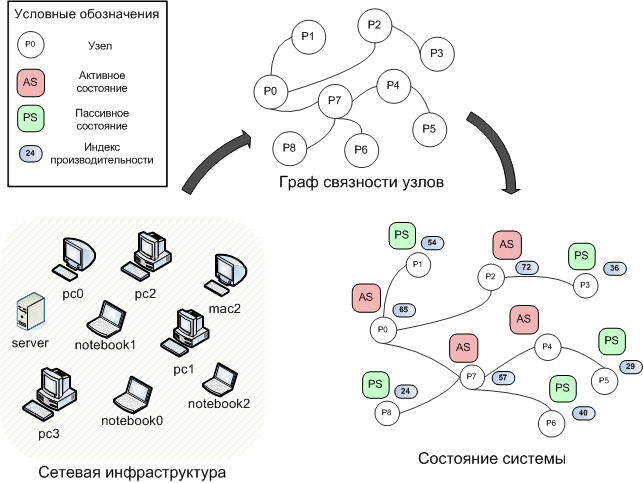 Условные обозначения
P0
Узел
AS
Активное
состояние
PS
Пассивное
состояние
24
Индекс
производительности
P1
P2
P3
P0
P7
P4
P8
P6
P5
Граф связности узлов
pc0
pc2
mac2
server
notebook1
pc1
pc3
notebook0
notebook2
Сетевая инфраструктура
PS
54
P1
AS
72
P2
PS
36
P3
AS
65
P0
AS
P4
AS
57
P7
PS
29
P5
PS
24
P8
PS
40
P6
Состояние системы